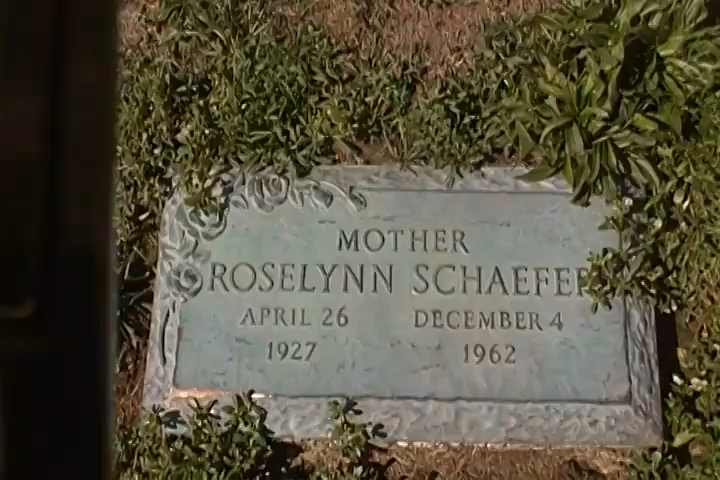 MOTHER
ROSELYNN SCHAEFER
APRIL 26 DECEMBER 4
1927 1962